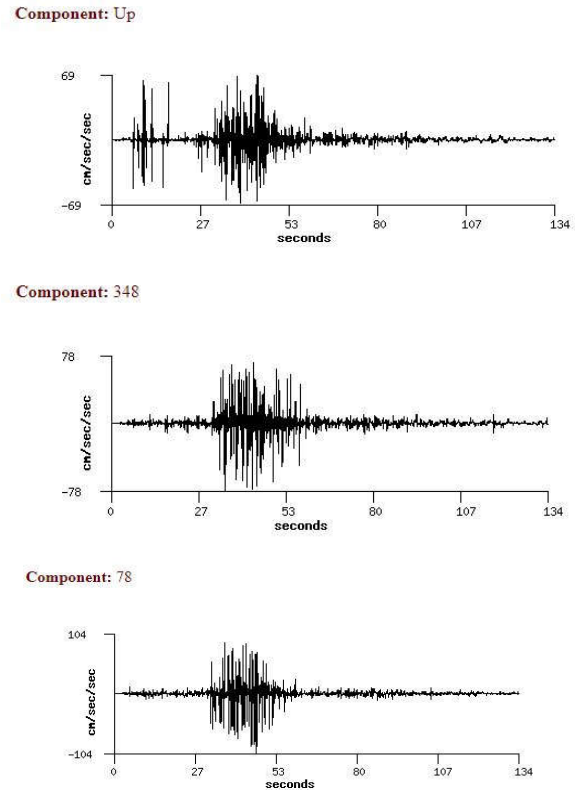 Component: Up
69
cm/sec/sec
-69
0 27 53 80 107 134
seconds
Component: 348
78
cm/sec/sec
-78
0 27 53 80 107 134
seconds
Component: 78
104
cm/sec/sec
-104
0 27 53 80 107 134
seconds